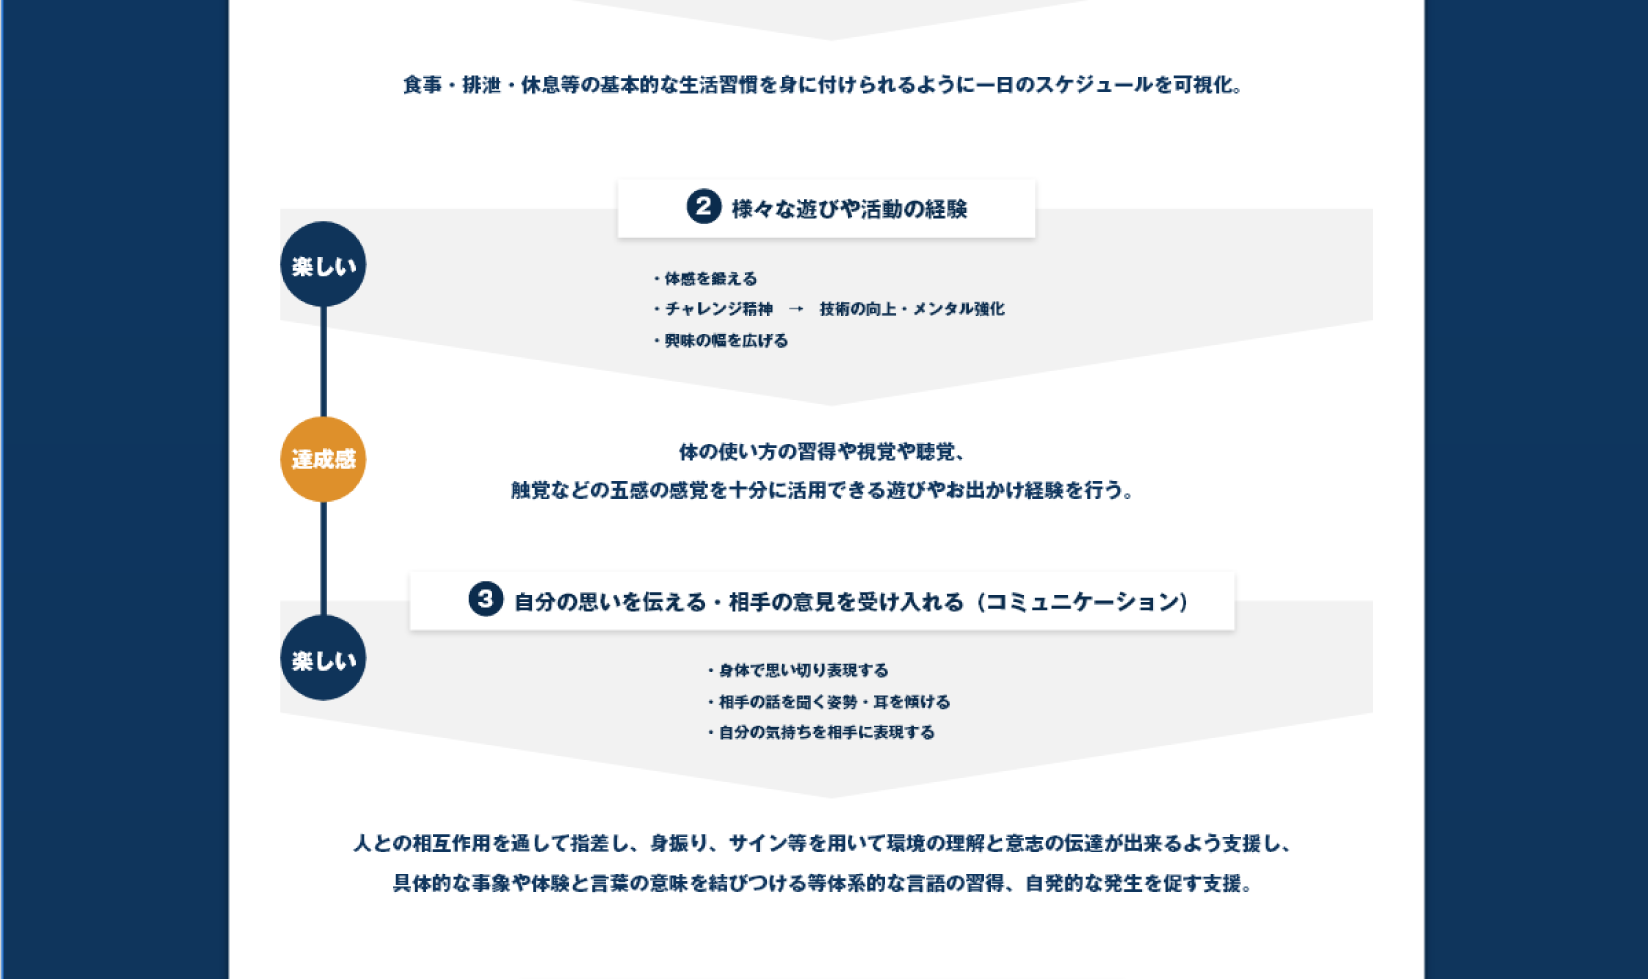 食事・排泄・休息等の基本的な生活習慣を身に付けられるように一日のスケジュールを可視化。
2 様々な遊びや活動の経験
楽しい
・体感を鍛える
・チャレンジ精神　→　技術の向上・メンタル強化
・興味の幅を広げる
達成感
体の使い方の習得や視覚や聴覚、
触覚などの五感の感覚を十分に活用できる遊びやお出かけ経験を行う。
3 自分の思いを伝える・相手の意見を受け入れる（コミュニケーション）
楽しい
・身体で思い切り表現する
・相手の話を聞く姿勢・耳を傾ける
・自分の気持ちを相手に表現する
人との相互作用を通して指差し、身振り、サイン等を用いて環境の理解と意志の伝達が出来るよう支援し、
具体的な事象や体験と言葉の意味を結びつける等体系的な言語の習得、自発的な発生を促す支援。